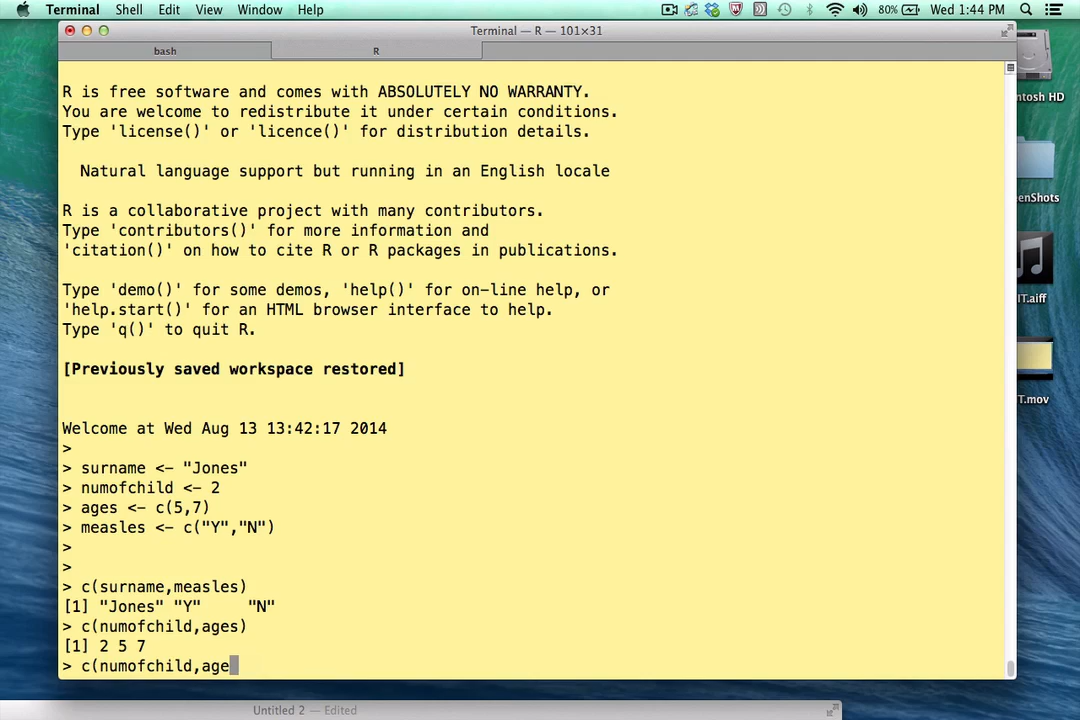 Terminal Shell Edit View Window Help 80% Wed 1:44 PM
Terminal — R — 101×31
bash R
R is free software and comes with ABSOLUTELY NO WARRANTY.
You are welcome to redistribute it under certain conditions.
Type 'license()' or 'licence()' for distribution details.
Natural language support but running in an English locale
R is a collaborative project with many contributors.
Type 'contributors()' for more information and
'citation()' on how to cite R or R packages in publications.
Type 'demo()' for some demos, 'help()' for on-line help, or
'help.start()' for an HTML browser interface to help.
Type 'q()' to quit R.
[Previously saved workspace restored]
Welcome at Wed Aug 13 13:42:17 2014
>
> surname <- "Jones"
> numofchild <- 2
> ages <- c(5,7)
> measles <- c("Y","N")
>
>
> c(surname,measles)
[1] "Jones" "Y"     "N"
> c(numofchild,ages)
[1] 2 5 7
> c(numofchild,age
ntosh HD
enShots
IT.aiff
T.mov
Untitled 2 — Edited